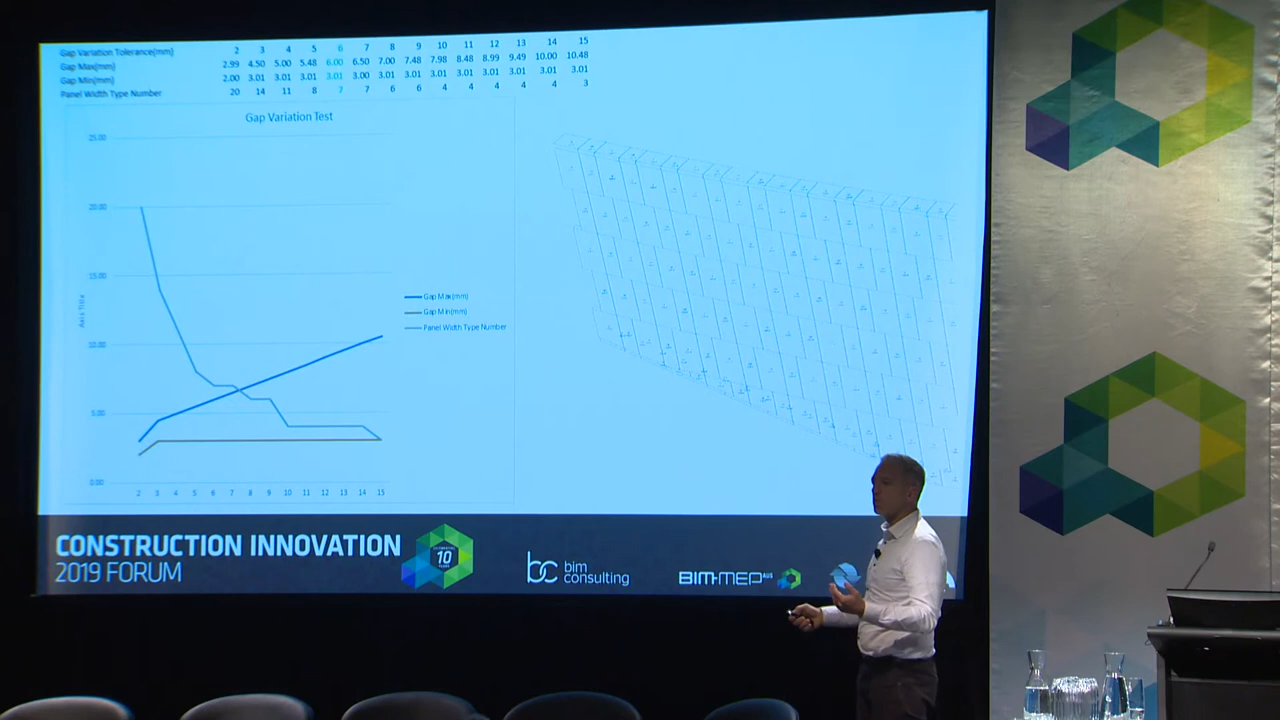 Gap Variation Tolerance(mm) 2 3 4 5 6 7 8 9 10 11 12 13 14 15
Gap Max(mm) 2.99 4.50 5.00 5.48 6.00 6.50 7.00 7.48 7.98 8.48 8.99 9.49 10.00 10.48
Gap Min(mm) 2.00 3.01 3.01 3.01 3.01 3.00 3.01 3.01 3.01 3.01 3.01 3.01 3.01 3.01
Panel Width Type Number 20 14 11 8 7 7 6 6 4 4 4 4 4 3
Gap Variation Test
25.00
20.00
15.00
10.00
5.00
0.00
Axis Title
2 3 4 5 6 7 8 9 10 11 12 13 14 15
Gap Max(mm)
Gap Min(mm)
Panel Width Type Number
CONSTRUCTION INNOVATION
2019 FORUM
10
YEARS
bc bim
consulting
BIM-MEP AUS